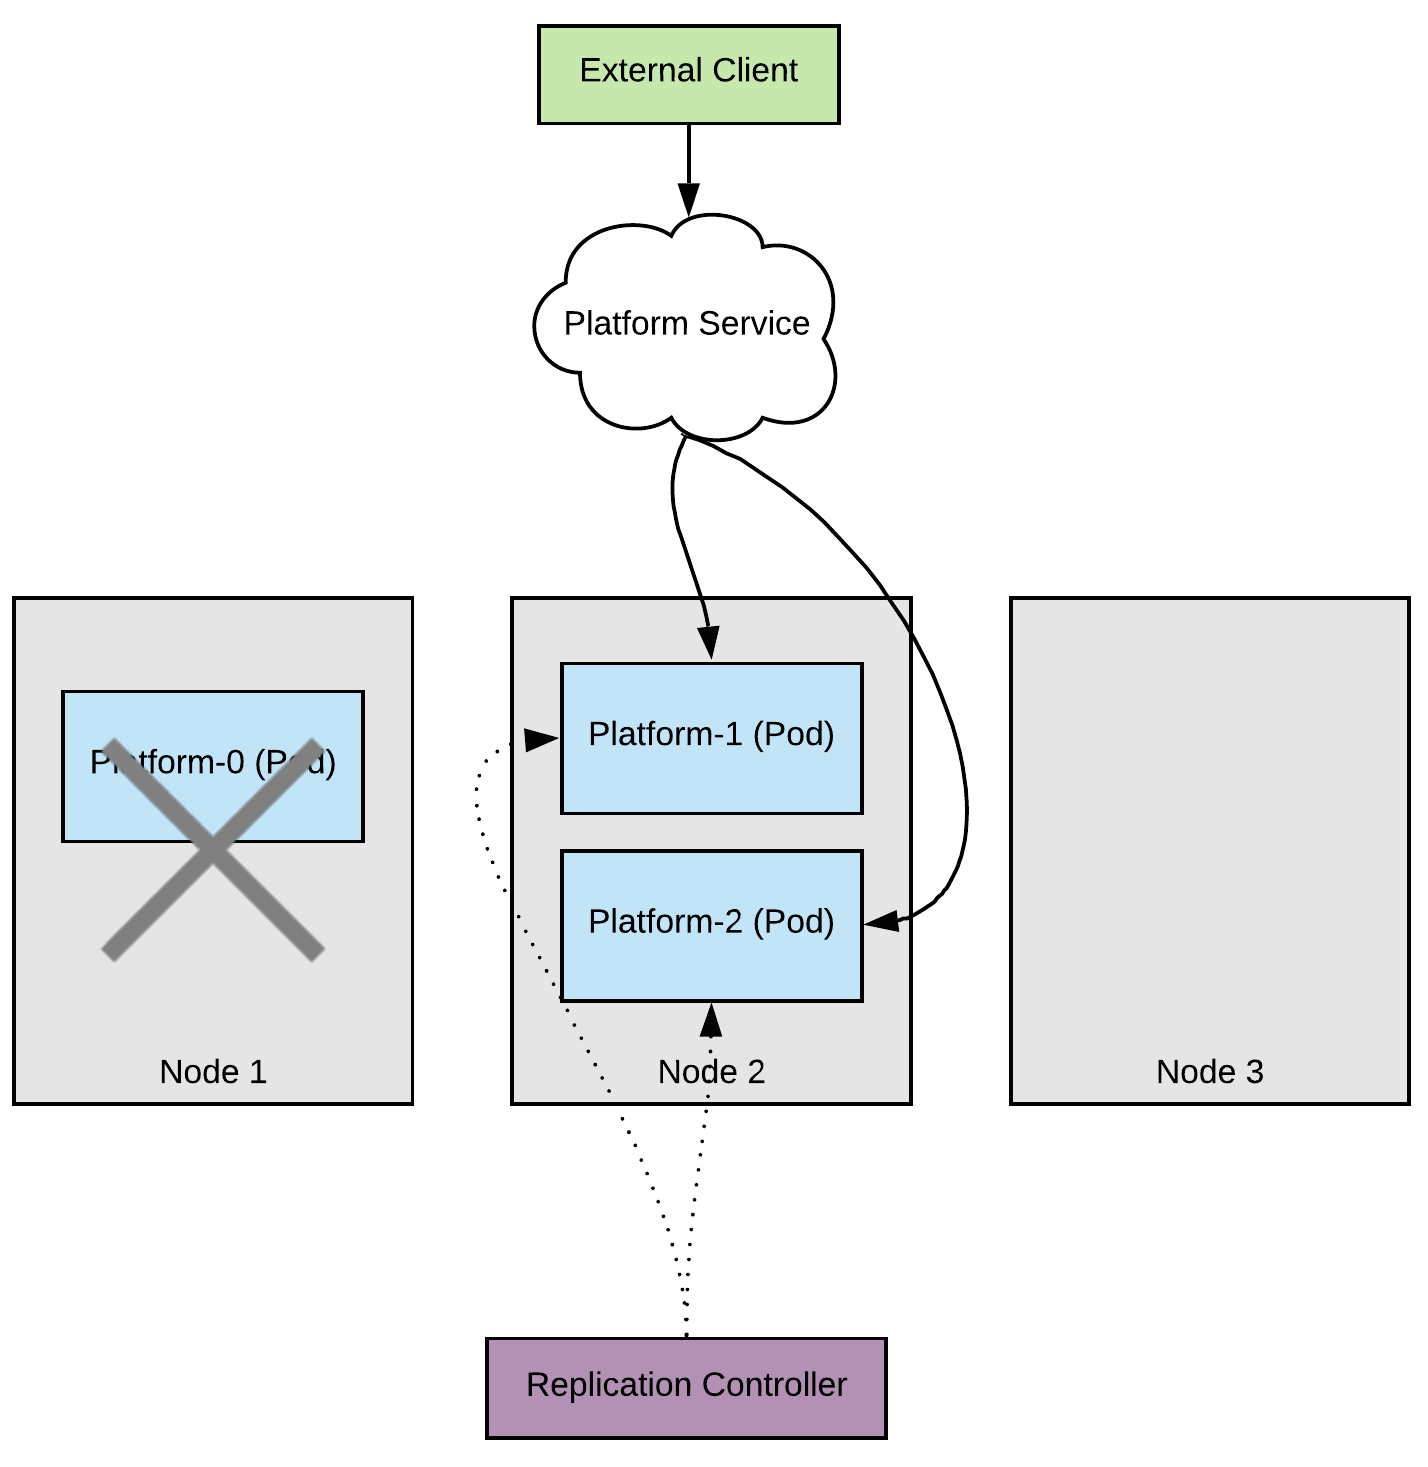 External Client
Platform Service
Platform-0 (Pod)
Platform-1 (Pod)
Platform-2 (Pod)
Node 1
Node 2
Node 3
Replication Controller